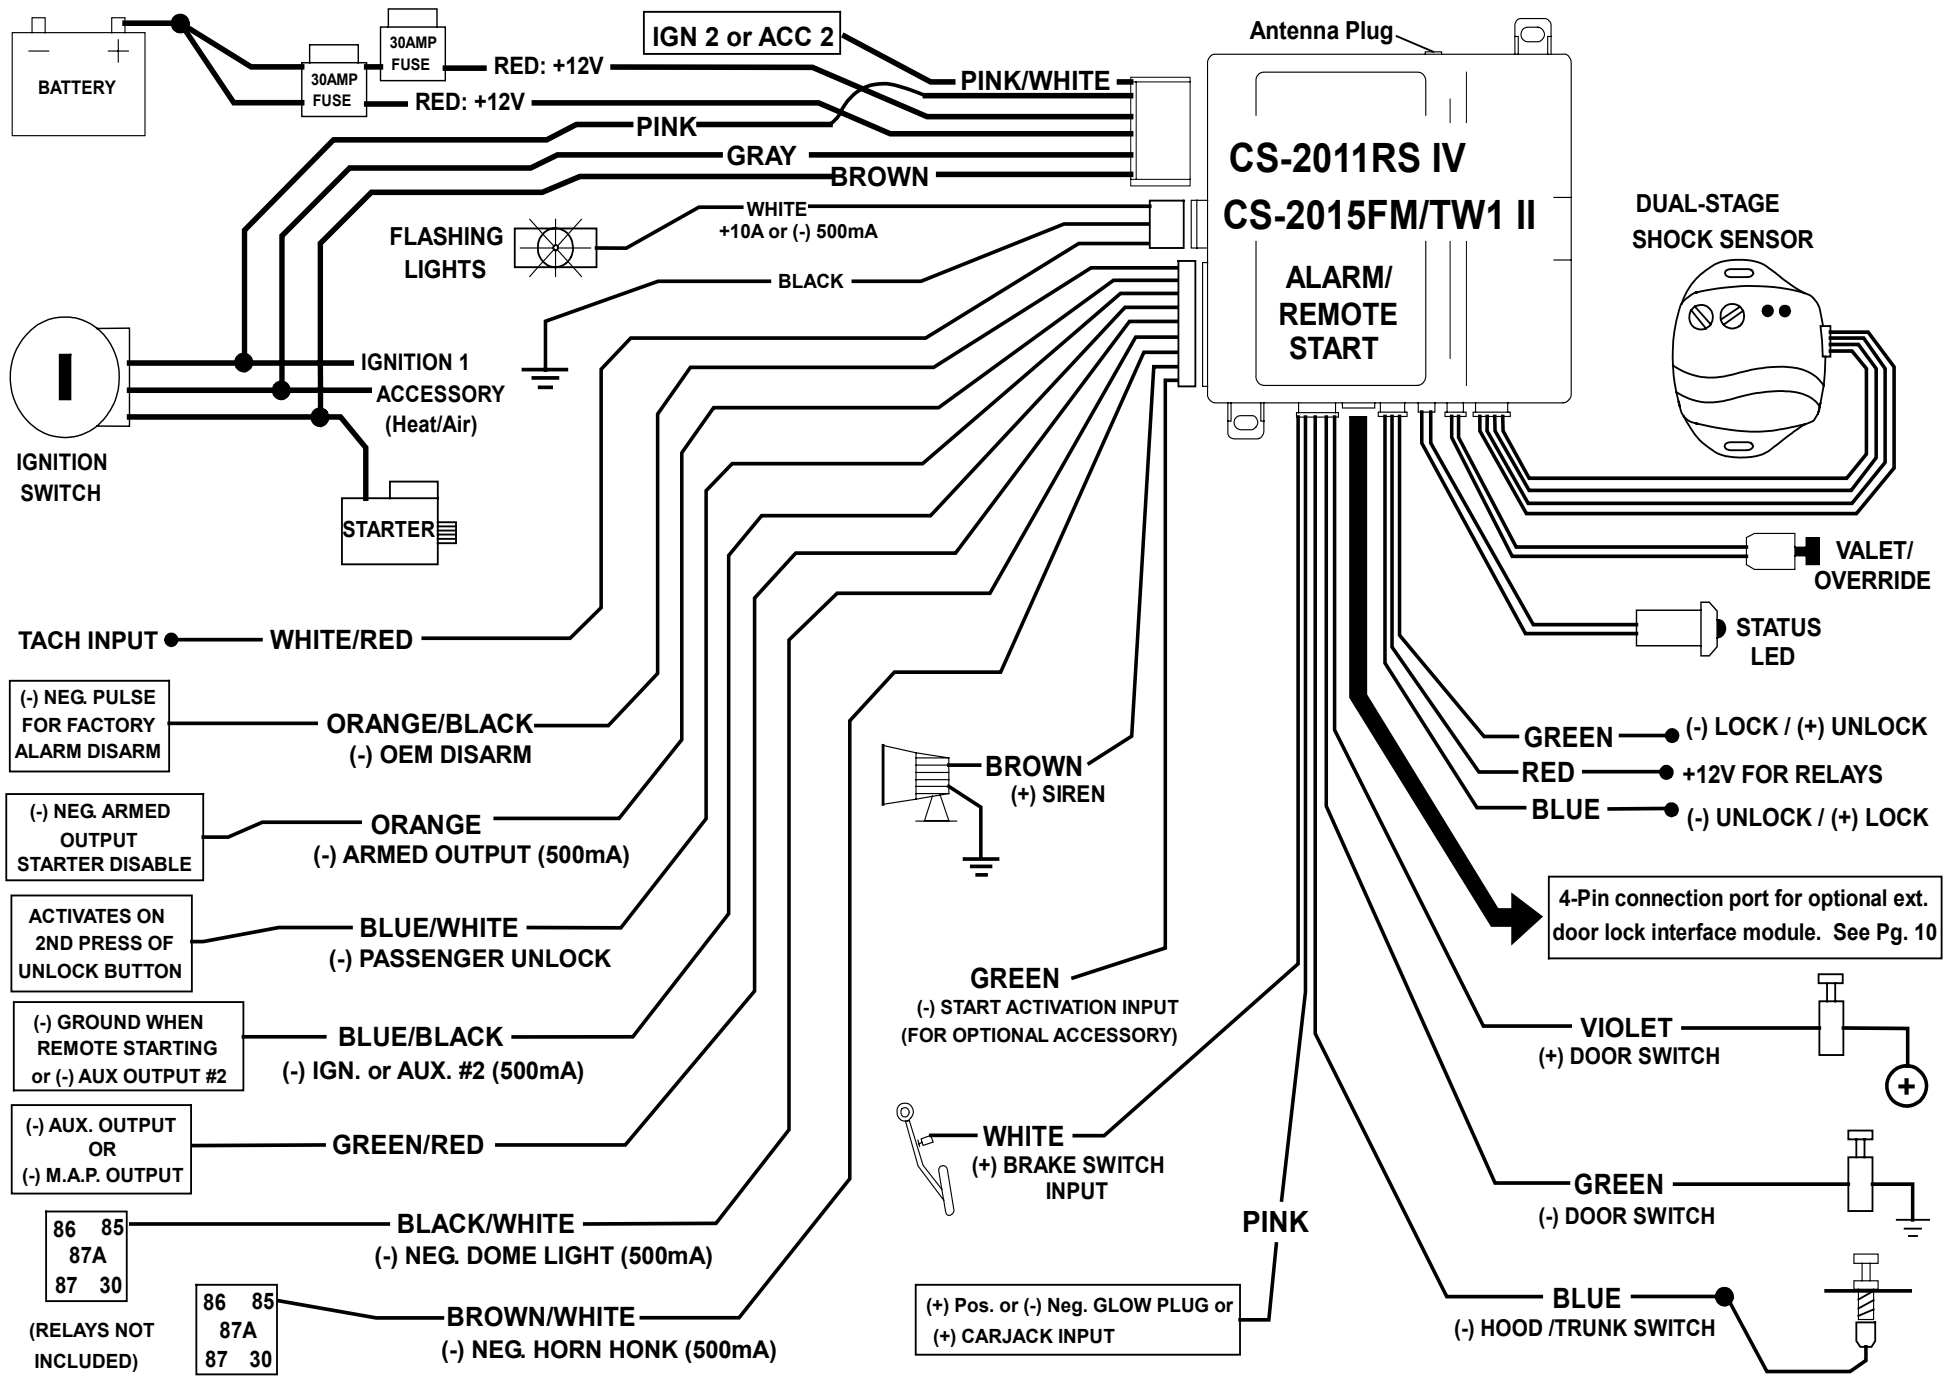 IGN 2 or ACC 2
Antenna Plug
30AMP
FUSE
BATTERY
30AMP
FUSE
RED: +12V
RED: +12V
PINK/WHITE
PINK
GRAY
BROWN
CS-2011RS IV
CS-2015FM/TW1 II
ALARM/
REMOTE
START
DUAL-STAGE
SHOCK SENSOR
FLASHING
LIGHTS
WHITE
+10A or (-) 500mA
BLACK
IGNITION 1
ACCESSORY
(Heat/Air)
IGNITION
SWITCH
STARTER
VALET/
OVERRIDE
STATUS
LED
TACH INPUT
WHITE/RED
(-) NEG. PULSE
FOR FACTORY
ALARM DISARM
ORANGE/BLACK
(-) OEM DISARM
GREEN
(-) LOCK / (+) UNLOCK
RED
+12V FOR RELAYS
BLUE
(-) UNLOCK / (+) LOCK
BROWN
(+) SIREN
(-) NEG. ARMED
OUTPUT
STARTER DISABLE
ORANGE
(-) ARMED OUTPUT (500mA)
4-Pin connection port for optional ext.
door lock interface module. See Pg. 10
ACTIVATES ON
2ND PRESS OF
UNLOCK BUTTON
BLUE/WHITE
(-) PASSENGER UNLOCK
GREEN
(-) START ACTIVATION INPUT
(FOR OPTIONAL ACCESSORY)
(-) GROUND WHEN
REMOTE STARTING
or (-) AUX OUTPUT #2
BLUE/BLACK
(-) IGN. or AUX. #2 (500mA)
VIOLET
(+) DOOR SWITCH
+
(-) AUX. OUTPUT
OR
(-) M.A.P. OUTPUT
GREEN/RED
WHITE
(+) BRAKE SWITCH
INPUT
GREEN
(-) DOOR SWITCH
86 85
87A
87 30
BLACK/WHITE
(-) NEG. DOME LIGHT (500mA)
PINK
(+) Pos. or (-) Neg. GLOW PLUG or
(+) CARJACK INPUT
BLUE
(-) HOOD /TRUNK SWITCH
86 85
87A
87 30
BROWN/WHITE
(-) NEG. HORN HONK (500mA)
(RELAYS NOT
INCLUDED)